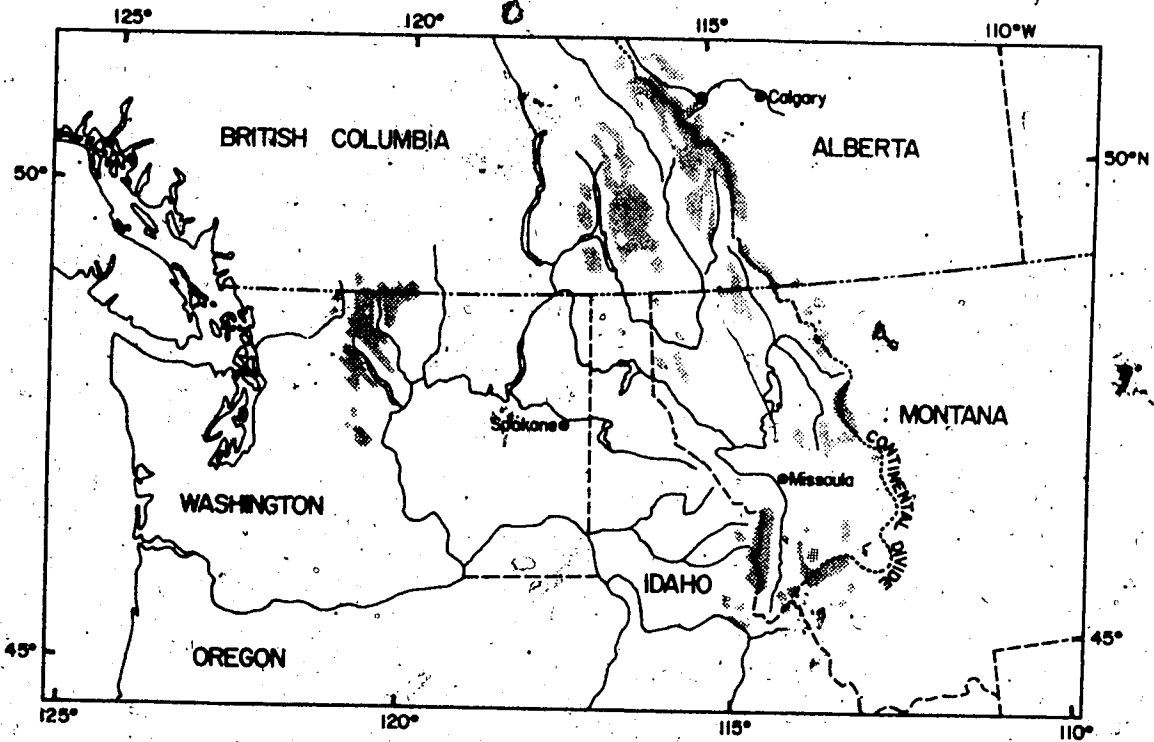 125°
120°
115°
110°W
Calgary
BRITISH COLUMBIA
ALBERTA
50°
50°N
MONTANA
Spokane
CONTINENTAL DIVIDE
Missoula
WASHINGTON
IDAHO
45°
45°
OREGON
125°
120°
115°
110°